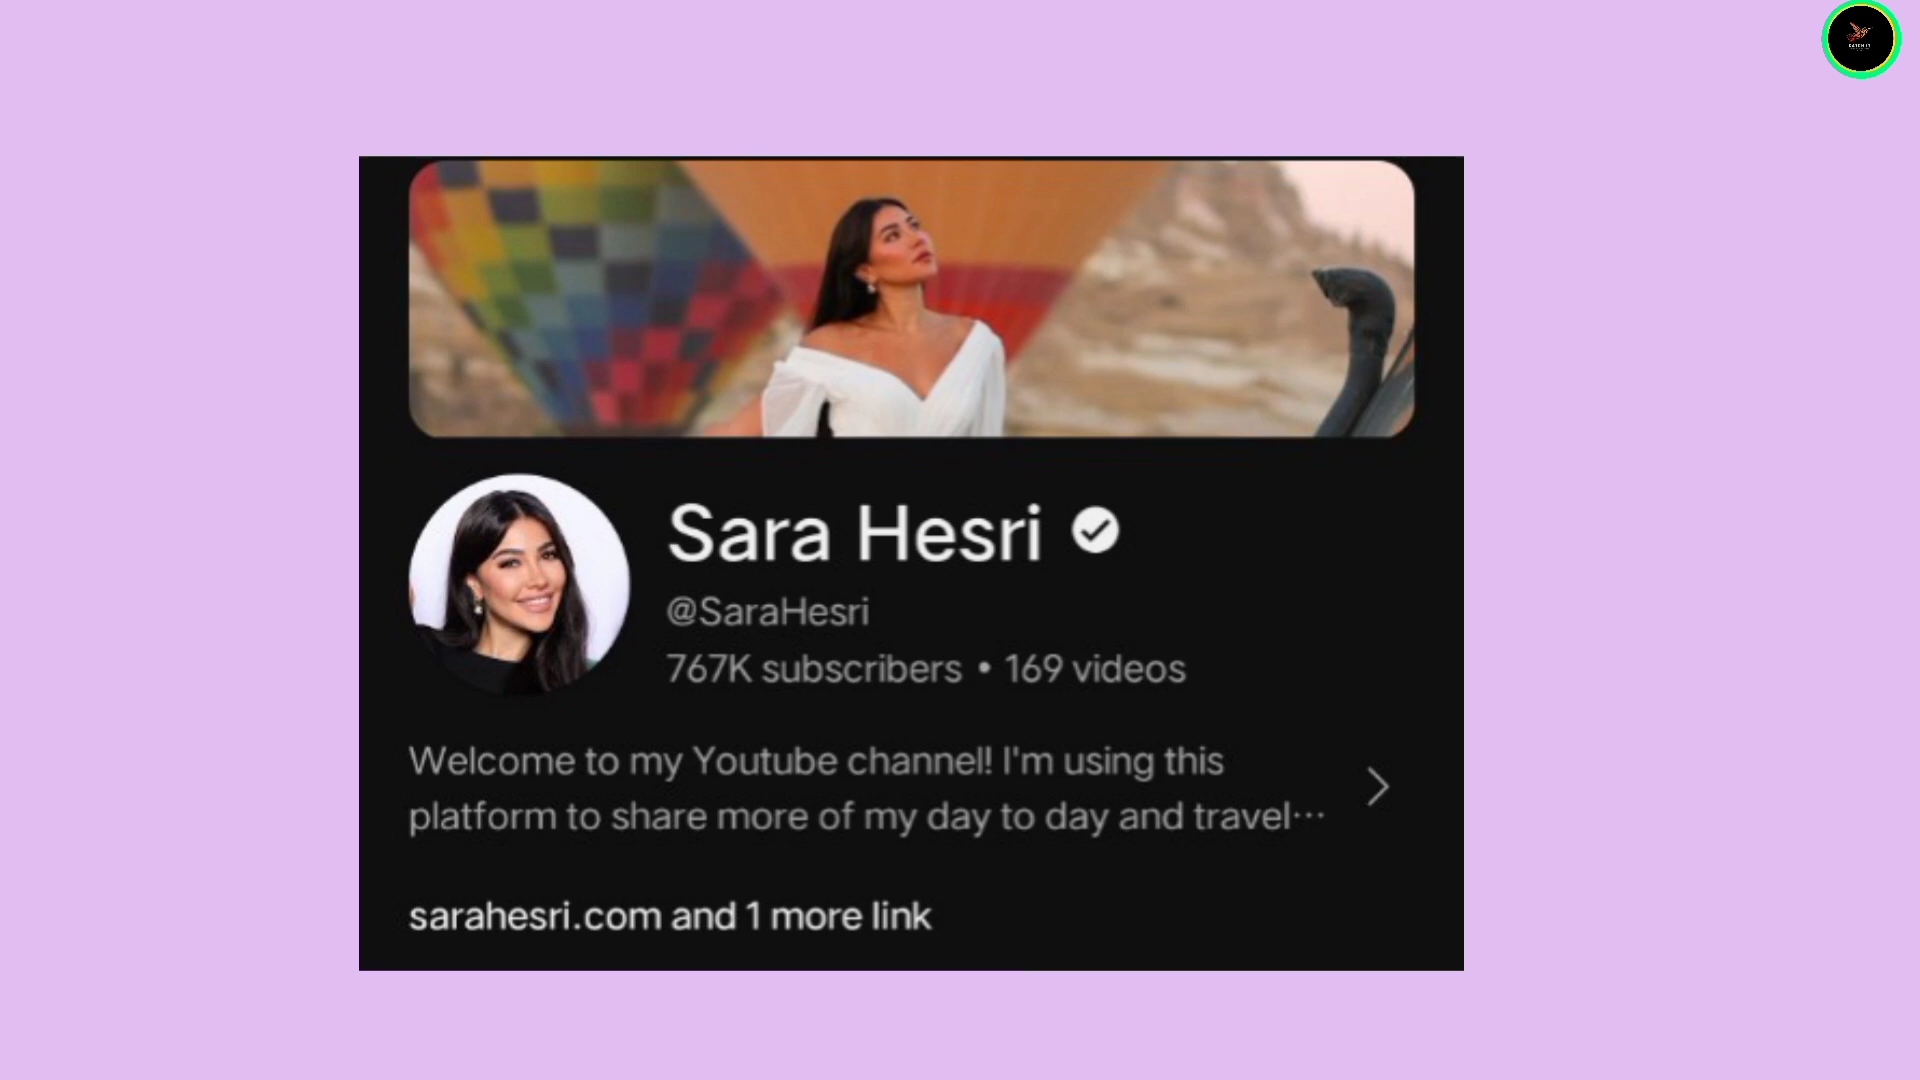 Sara Hesri
@SaraHesri
767K subscribers • 169 videos
Welcome to my Youtube channel! I'm using this
platform to share more of my day to day and travel...
sarahesri.com and 1 more link